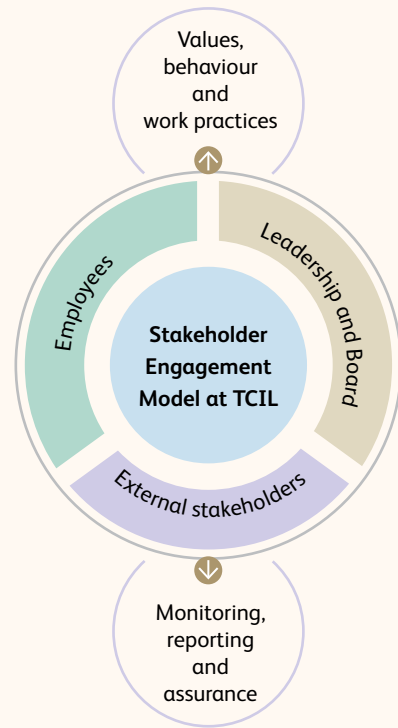 Values,
behaviour
and
work practices
Employees
Leadership and Board
Stakeholder
Engagement
Model at TCIL
External stakeholders
Monitoring,
reporting
and
assurance